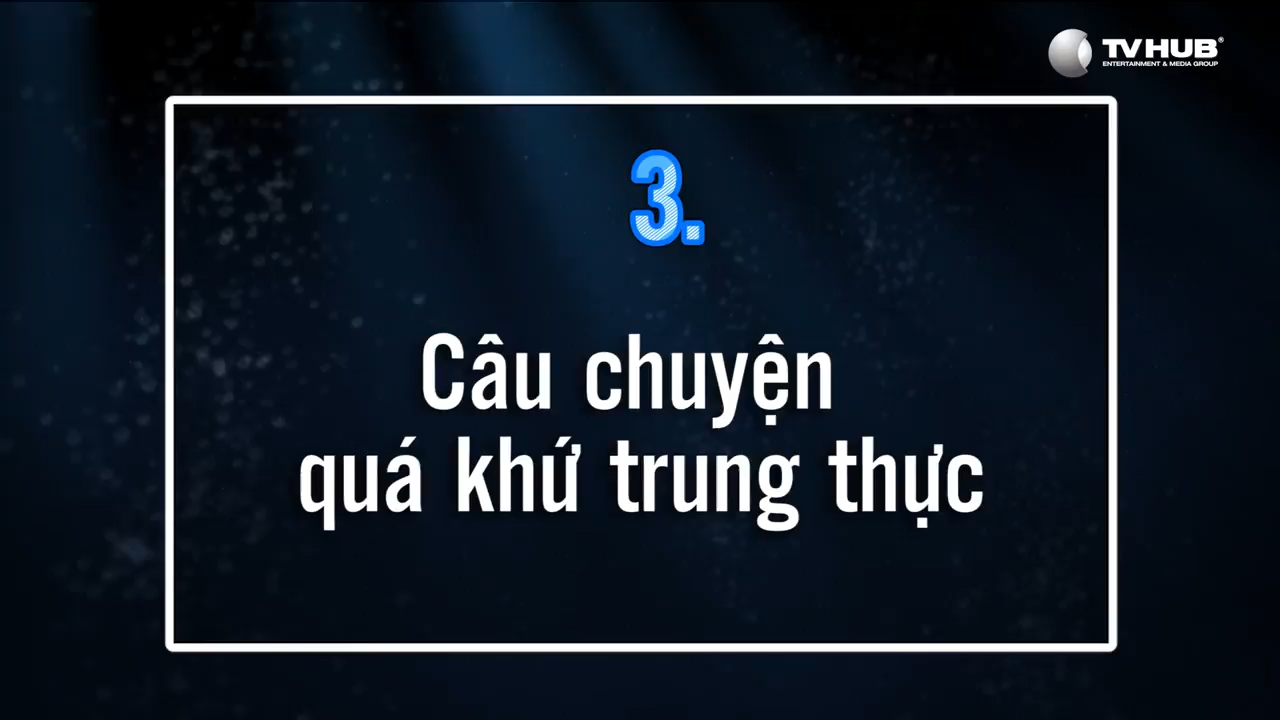 TV HUB®
ENTERTAINMENT & MEDIA GROUP
3.
Câu chuyện
quá khứ trung thực